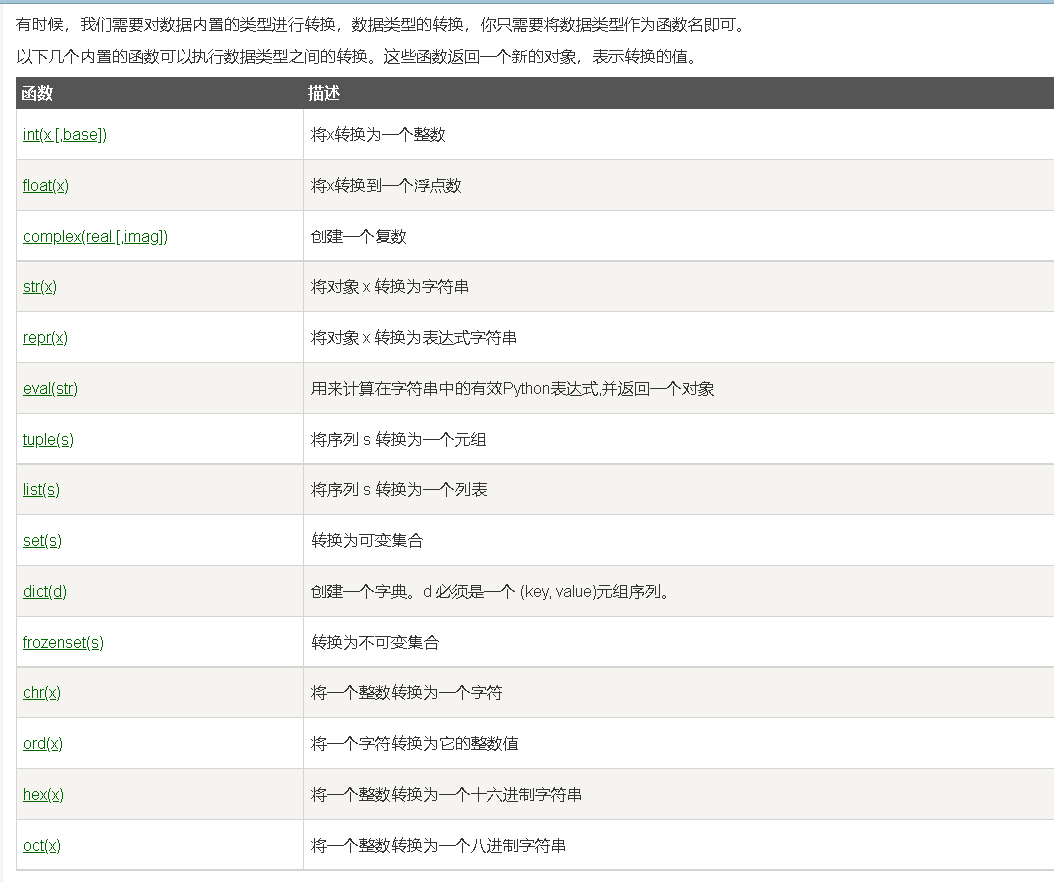 有时候，我们需要对数据内置的类型进行转换，数据类型的转换，你只需要将数据类型作为函数名即可。
以下几个内置的函数可以执行数据类型之间的转换。这些函数返回一个新的对象，表示转换的值。
函数 描述
int(x [,base]) 将x转换为一个整数
float(x) 将x转换到一个浮点数
complex(real [,imag]) 创建一个复数
str(x) 将对象 x 转换为字符串
repr(x) 将对象 x 转换为表达式字符串
eval(str) 用来计算在字符串中的有效Python表达式,并返回一个对象
tuple(s) 将序列 s 转换为一个元组
list(s) 将序列 s 转换为一个列表
set(s) 转换为可变集合
dict(d) 创建一个字典。d 必须是一个 (key, value)元组序列。
frozenset(s) 转换为不可变集合
chr(x) 将一个整数转换为一个字符
ord(x) 将一个字符转换为它的整数值
hex(x) 将一个整数转换为一个十六进制字符串
oct(x) 将一个整数转换为一个八进制字符串